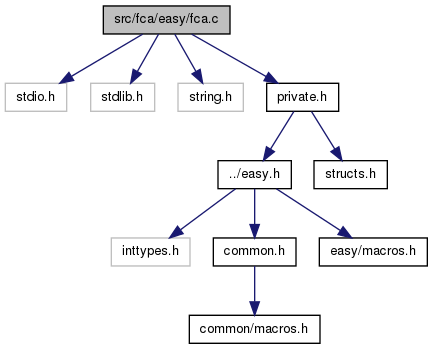 src/fca/easy/fca.c
stdio.h
stdlib.h
string.h
private.h
../easy.h
structs.h
inttypes.h
common.h
easy/macros.h
common/macros.h